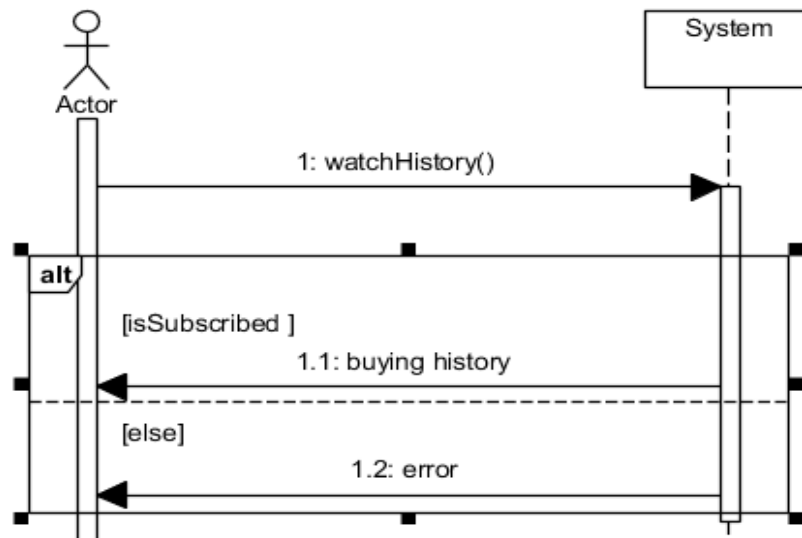 System
Actor
1: watchHistory()
alt
[isSubscribed ]
1.1: buying history
[else]
1.2: error